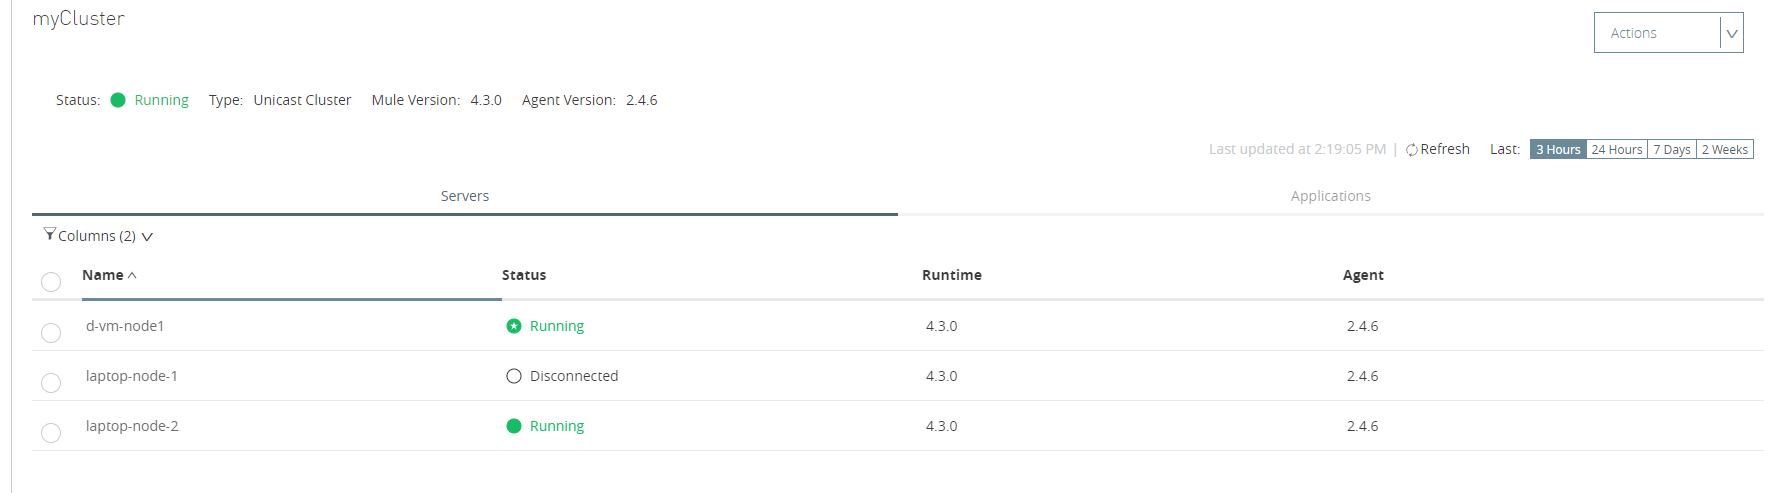 myCluster
Actions
Status: Running Type: Unicast Cluster Mule Version: 4.3.0 Agent Version: 2.4.6
Last updated at 2:19:05 PM | Refresh Last: 3 Hours 24 Hours 7 Days 2 Weeks
Servers Applications
Columns (2)
Name Status Runtime Agent
d-vm-node1 Running 4.3.0 2.4.6
laptop-node-1 Disconnected 4.3.0 2.4.6
laptop-node-2 Running 4.3.0 2.4.6